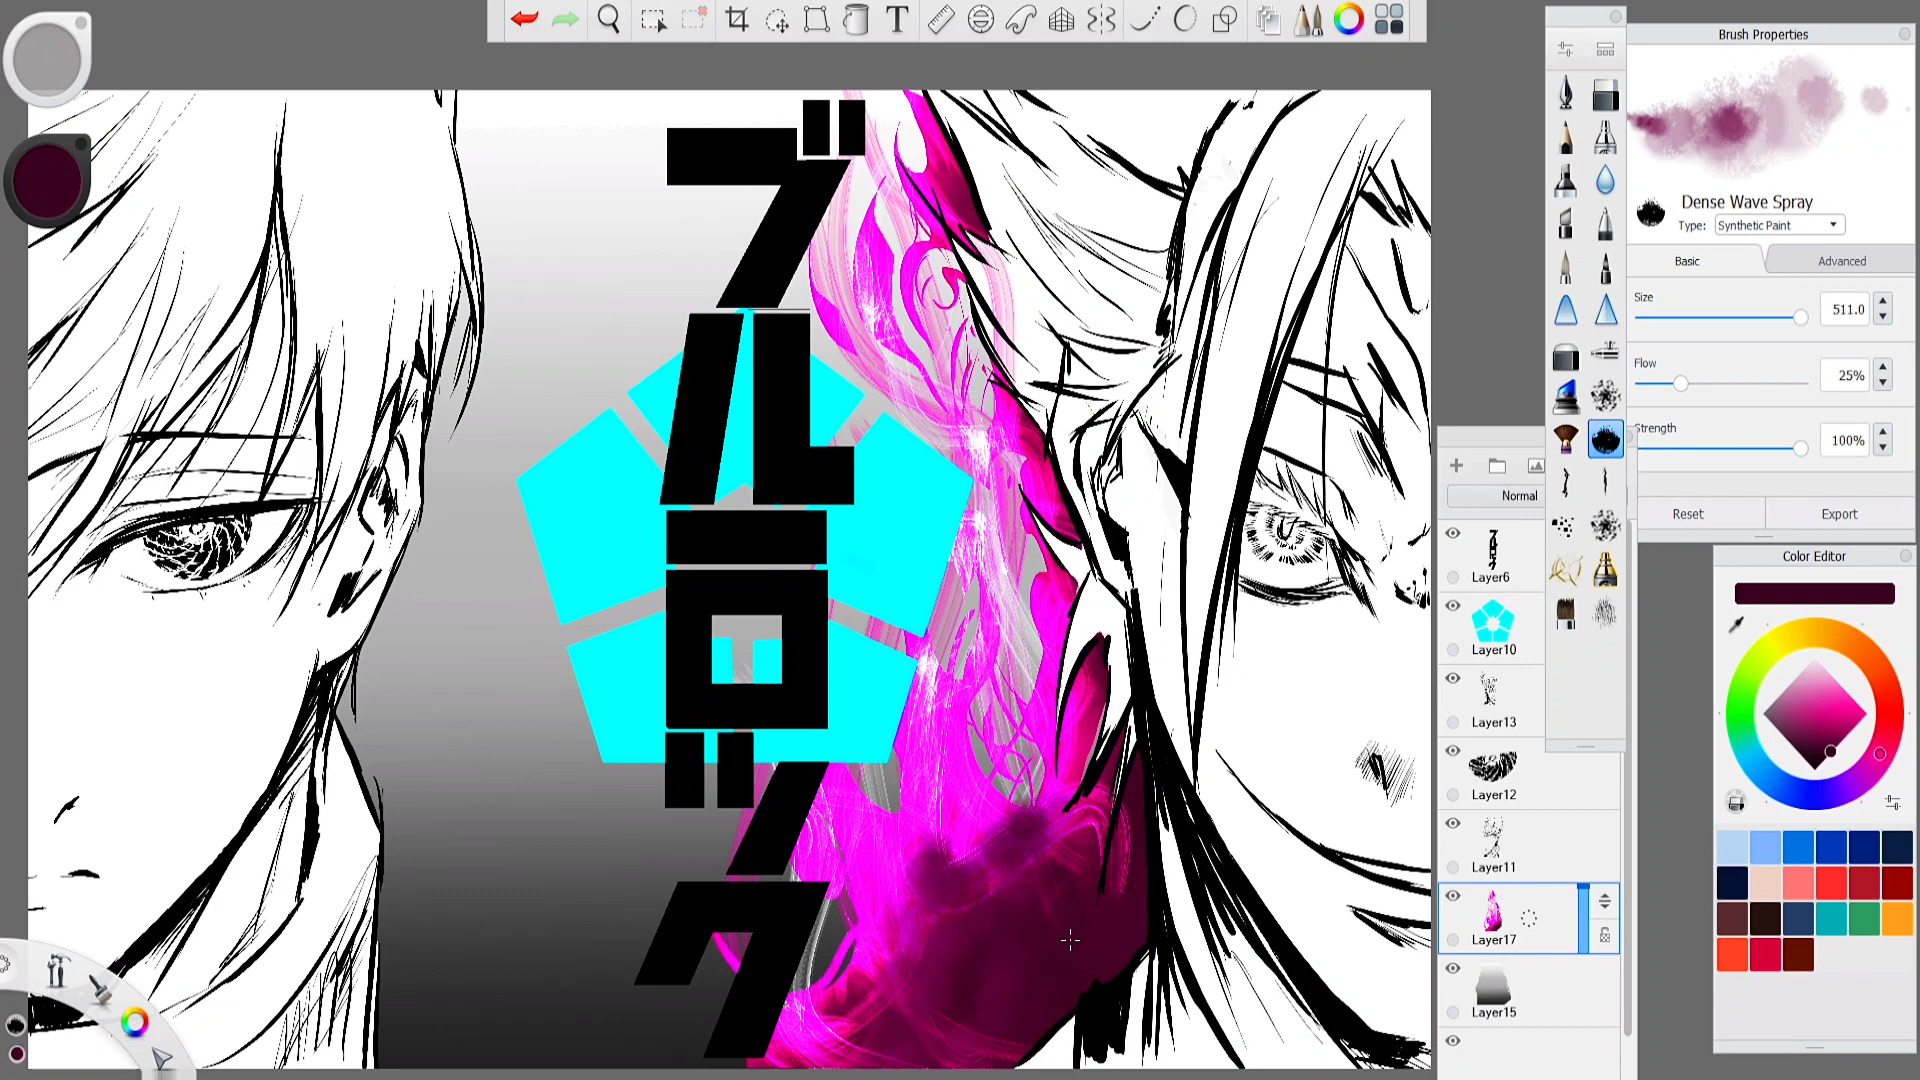 ブルーロック
T
Brush Properties
Dense Wave Spray
Type: Synthetic Paint
Basic
Advanced
Size
511.0
Flow
25%
Strength
100%
Reset
Export
Normal
Layer6
Layer10
Layer13
Layer12
Layer11
Layer17
Layer15
Color Editor